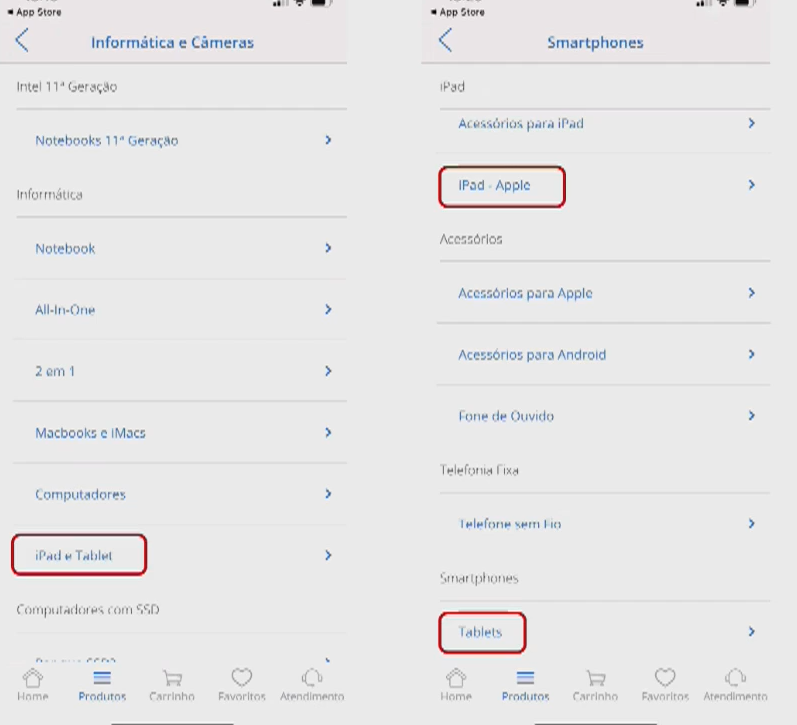 App Store
Informática e Câmeras
Intel 11ª Geração
Notebooks 11ª Geração
Informática
Notebook
All-In-One
2 em 1
Macbooks e iMacs
Computadores
iPad e Tablet
Computadores com SSD
Home
Produtos
Carrinho
Favoritos
Atendimento
App Store
Smartphones
iPad
Acessórios para iPad
iPad - Apple
Acessórios
Acessórios para Apple
Acessórios para Android
Fone de Ouvido
Telefonia Fixa
Telefone sem Fio
Smartphones
Tablets
Home
Produtos
Carrinho
Favoritos
Atendimento